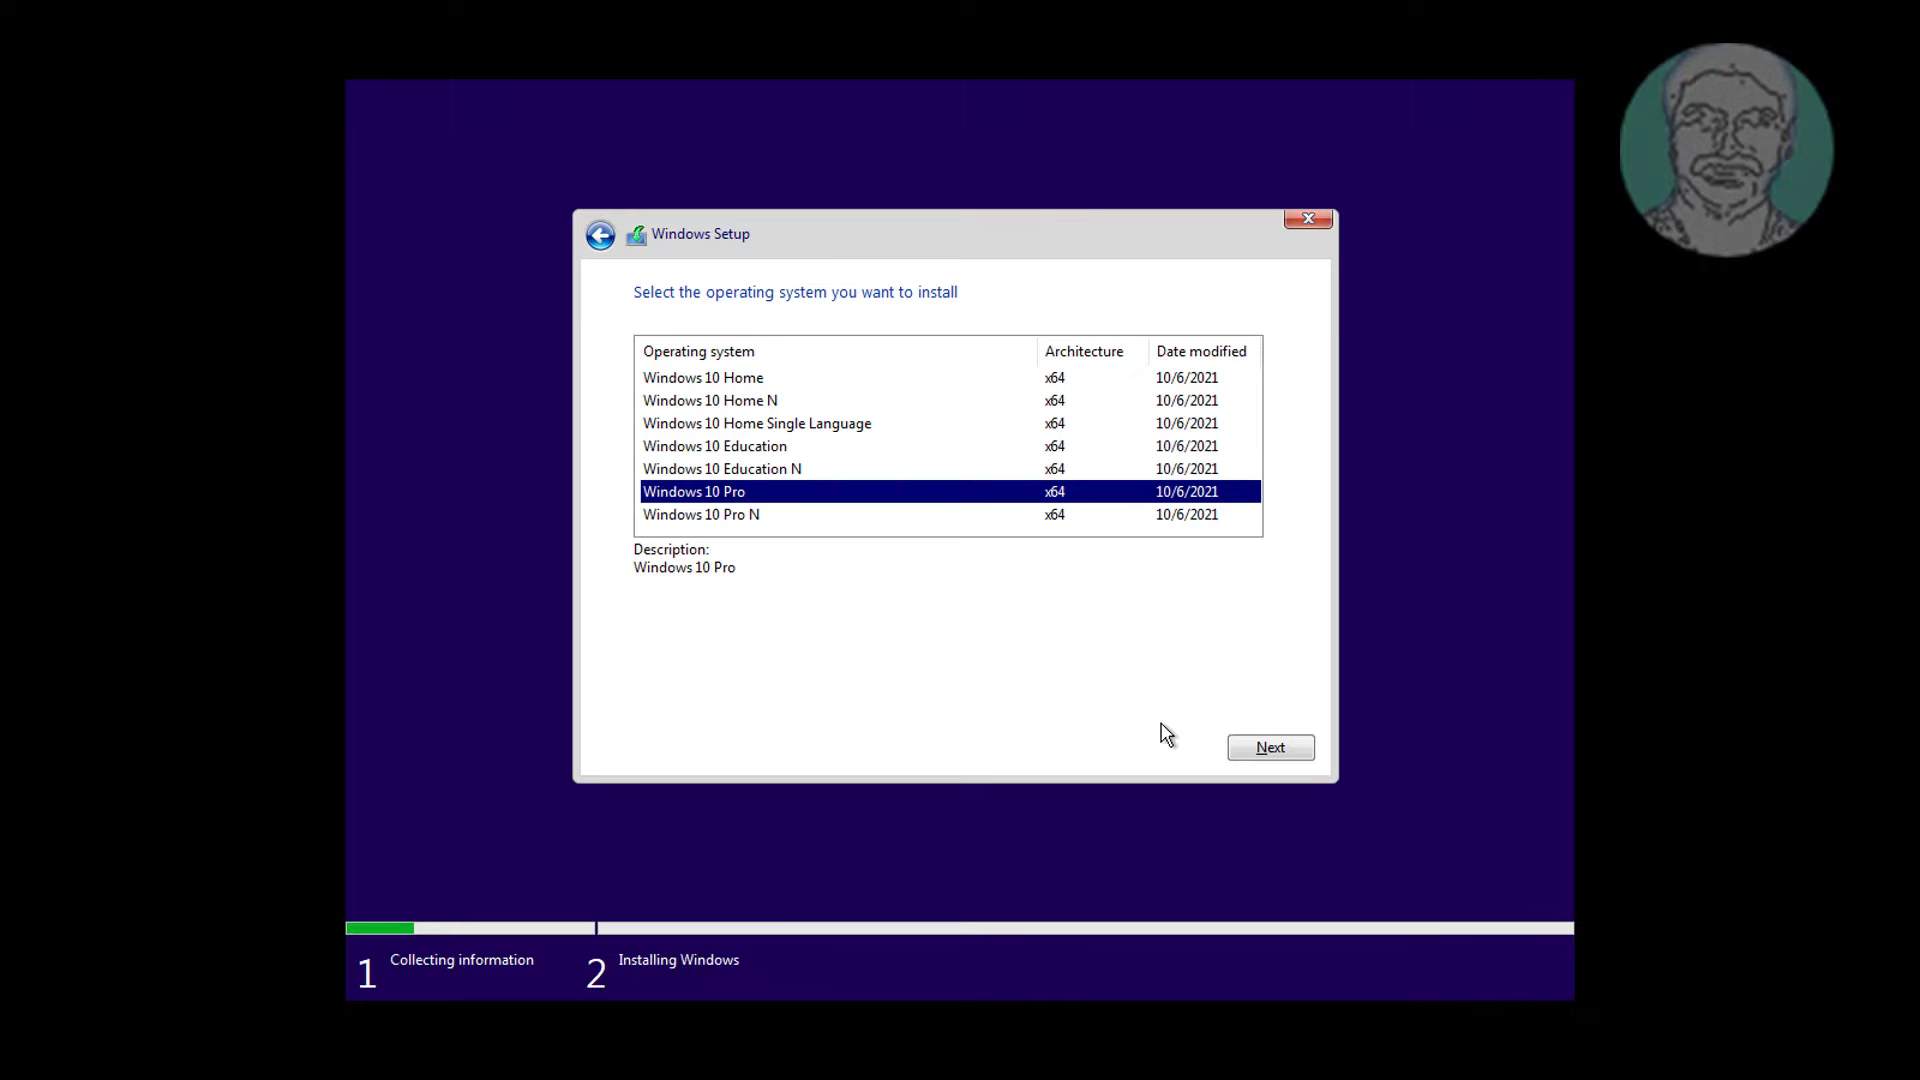 Windows Setup
Select the operating system you want to install
Operating system Architecture Date modified
Windows 10 Home x64 10/6/2021
Windows 10 Home N x64 10/6/2021
Windows 10 Home Single Language x64 10/6/2021
Windows 10 Education x64 10/6/2021
Windows 10 Education N x64 10/6/2021
Windows 10 Pro x64 10/6/2021
Windows 10 Pro N x64 10/6/2021
Description:
Windows 10 Pro
Next
1 Collecting information 2 Installing Windows